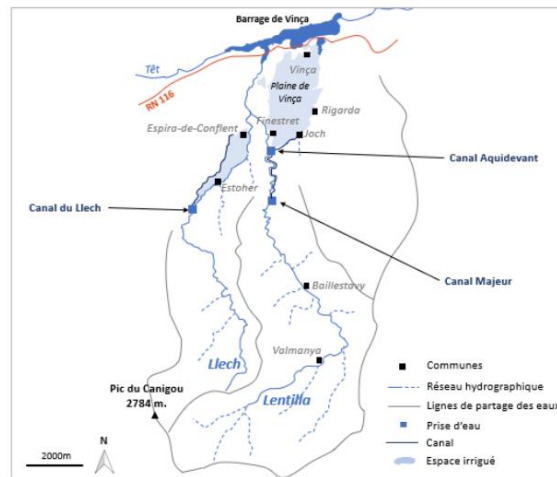 Barrage de Vinça
Têt
RN 116
Vinça
Plaine de
Vinça
Rigarda
Espira-de-Conflent
Finestret
Joch
Canal Aquidevant
Estoher
Canal du Llech
Canal Majeur
Baillestavy
Valmanya
Llech
Lentilla
Pic du Canigou
2784 m.
Communes
Réseau hydrographique
Lignes de partage des eaux
Prise d'eau
Canal
Espace irrigué
2000m
N